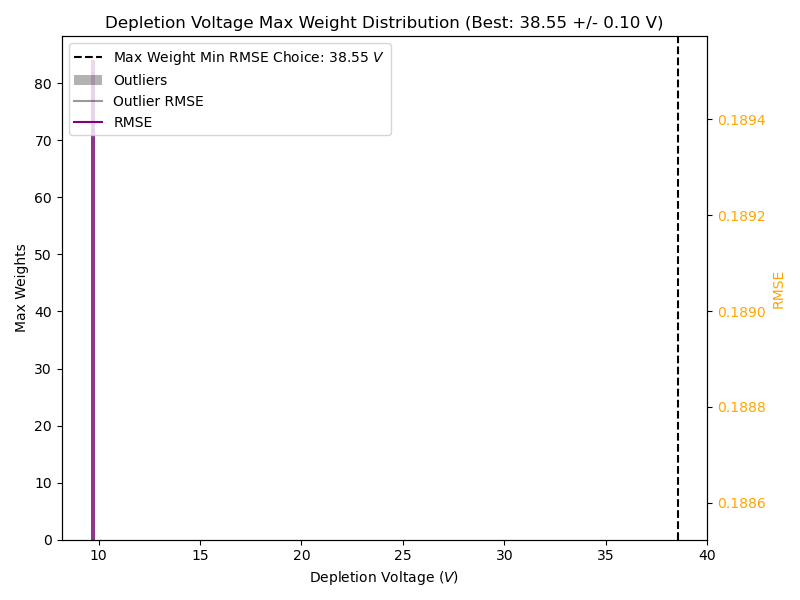 Depletion Voltage Max Weight Distribution (Best: 38.55 +/- 0.10 V)
Max Weight Min RMSE Choice: 38.55 V
Outliers
Outlier RMSE
RMSE
80
70
60
50
40
30
20
10
0
Max Weights
0.1894
0.1892
0.1890
0.1888
0.1886
RMSE
10 15 20 25 30 35 40
Depletion Voltage (V)